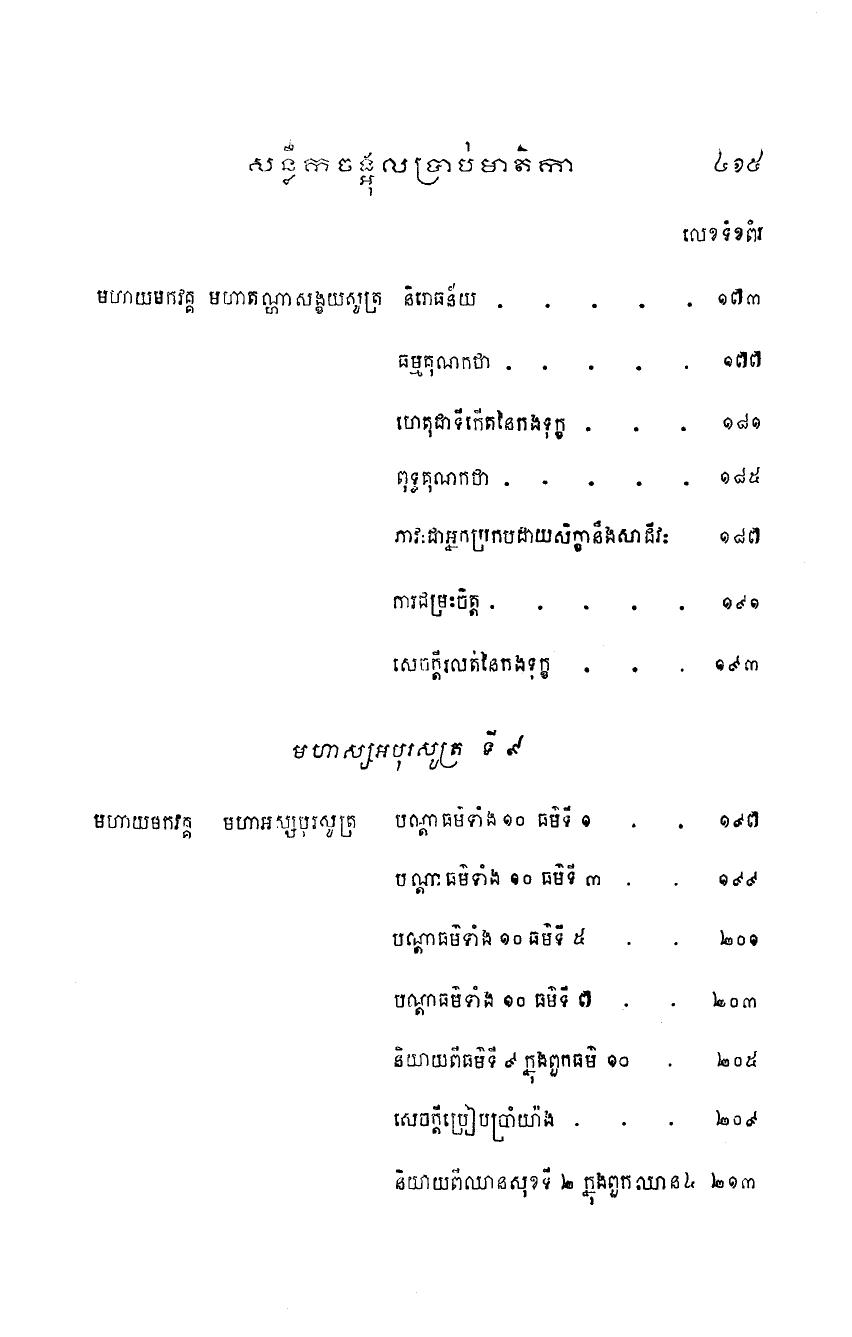 សន្លឹកចង្អុលប្រាប់មាតិកា ៤១៥
លេខទំខព័រ
មហាយមកវគ្គ មហាតណ្ហាសង្ខយសូត្រ និរោធន័យ . . . . . ១៧៣
ធម្មគុណកថា . . . . . ១៧៧
ហេតុជាទីកើតនៃកងទុក្ខ . . . ១៨១
ពុទ្ធគុណកថា . . . . . ១៨៥
ភាវៈជាអ្នកប្រកបដោយសិក្ខានឹងសាជីវៈ ១៨៧
ការជម្រះចិត្ត . . . . . ១៩១
សេចក្តីរលត់នៃកងទុក្ខ . . . ១៩៣
មហាស្សអបុរសូត្រ ទី ៩
មហាយមកវគ្គ មហាអស្សបុរសូត្រ បណ្តាធម៌ទាំង ១០ ធម៌ទី ១ . . ១៩៧
បណ្តាធម៌ទាំង ១០ ធម៌ទី ៣ . . ១៩៩
បណ្តាធម៌ទាំង ១០ ធម៌ទី ៥ . . ២០១
បណ្តាធម៌ទាំង ១០ ធម៌ទី ៧ . . ២០៣
និយាយពីធម៌ទី ៩ ក្នុងពួកធម៌ ១០ . ២០៥
សេចក្តីប្រៀបប្រាំយ៉ាង . . . ២០៩
និយាយពីឈានសុខទី ២ ក្នុងពួកឈាន៤ ២១៣